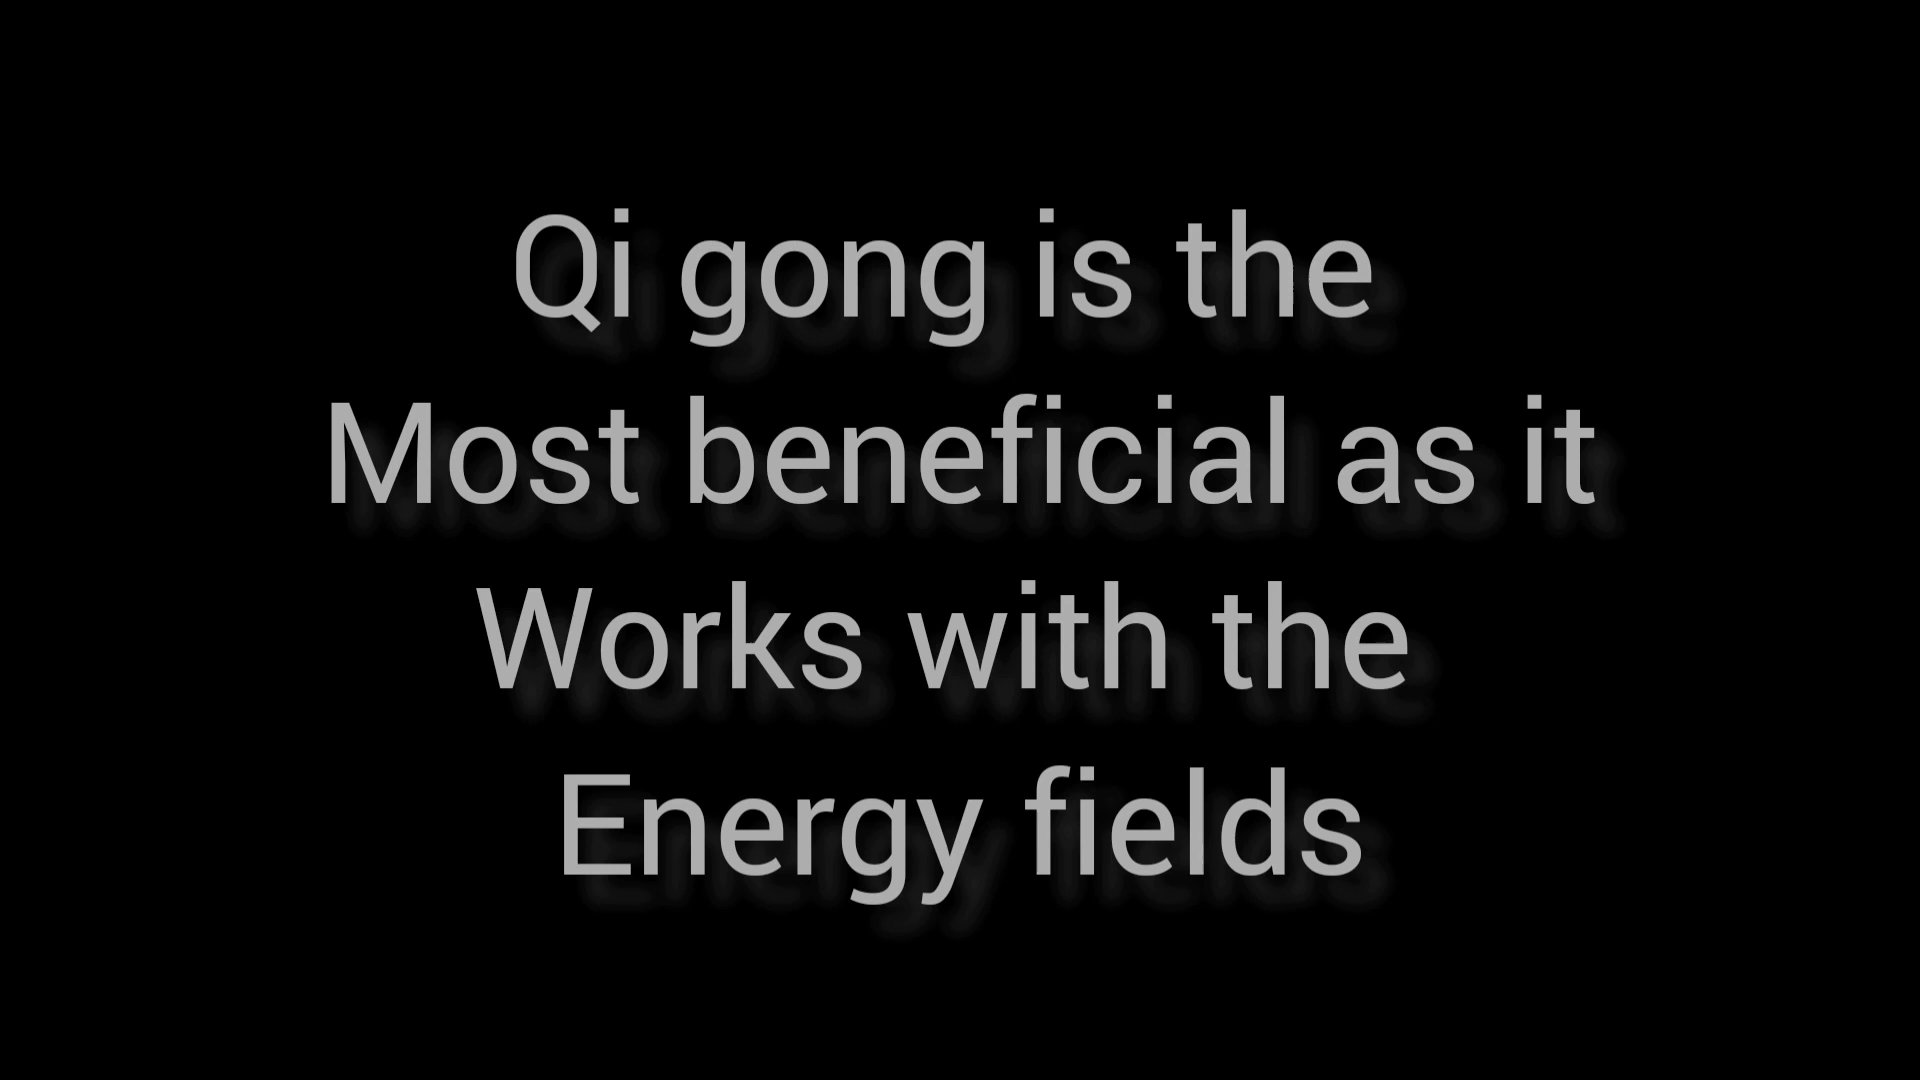 Qi gong is the
Most beneficial as it
Works with the
Energy fields